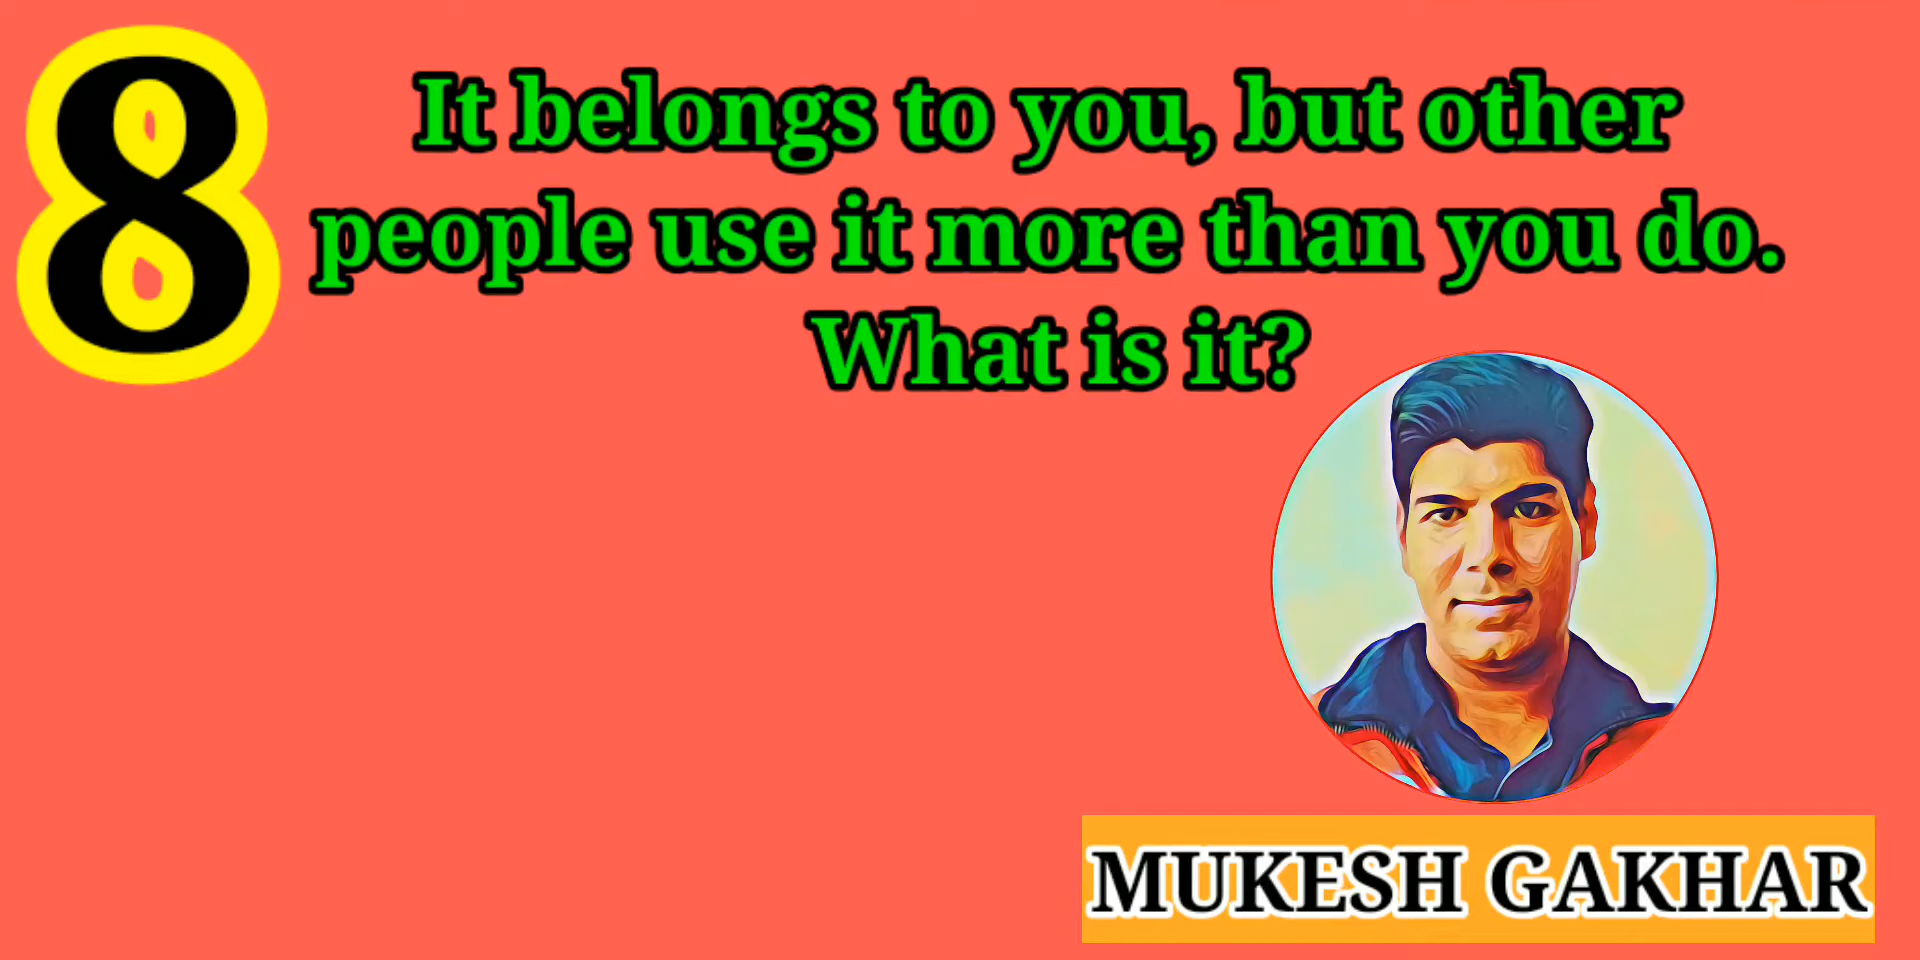 8
It belongs to you, but other
people use it more than you do.
What is it?
MUKESH GAKHAR